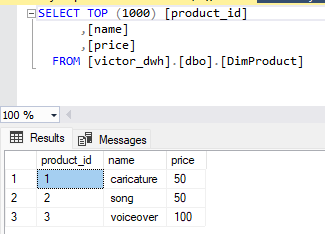 SELECT TOP (1000) [product_id]
,[name]
,[price]
FROM [victor_dwh].[dbo].[DimProduct]
100 %
Results Messages
product_id name price
1 1 caricature 50
2 2 song 50
3 3 voiceover 100